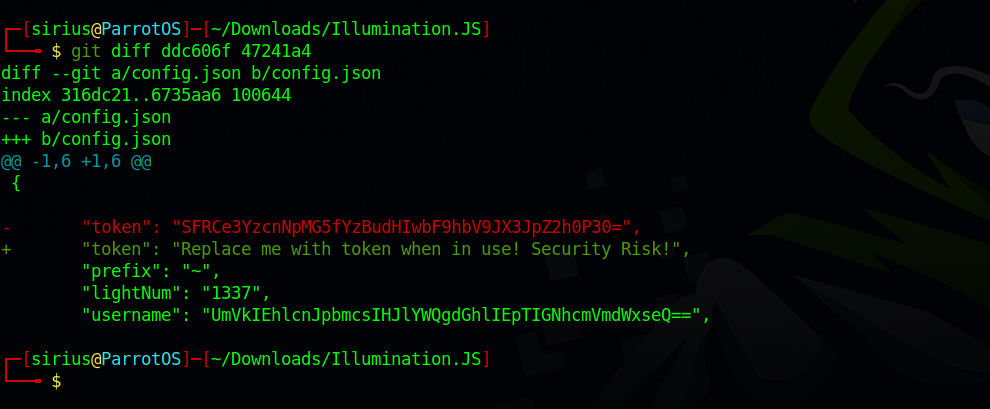 ┌─[sirius@ParrotOS]─[~/Downloads/Illumination.JS]
└──╼ $ git diff ddc606f 47241a4
diff --git a/config.json b/config.json
index 316dc21..6735aa6 100644
--- a/config.json
+++ b/config.json
@@ -1,6 +1,6 @@
 {
-       "token": "SFRCe3YzcnNpMG5fYzBudHIwbF9hbV9JX3JpZ2h0P30=",
+       "token": "Replace me with token when in use! Security Risk!",
        "prefix": "~",
        "lightNum": "1337",
        "username": "UmVkIEhlcnJpbmcsIHJlYWQgdGhlIEpTIGNhcmVmdWxseQ==",
┌─[sirius@ParrotOS]─[~/Downloads/Illumination.JS]
└──╼ $